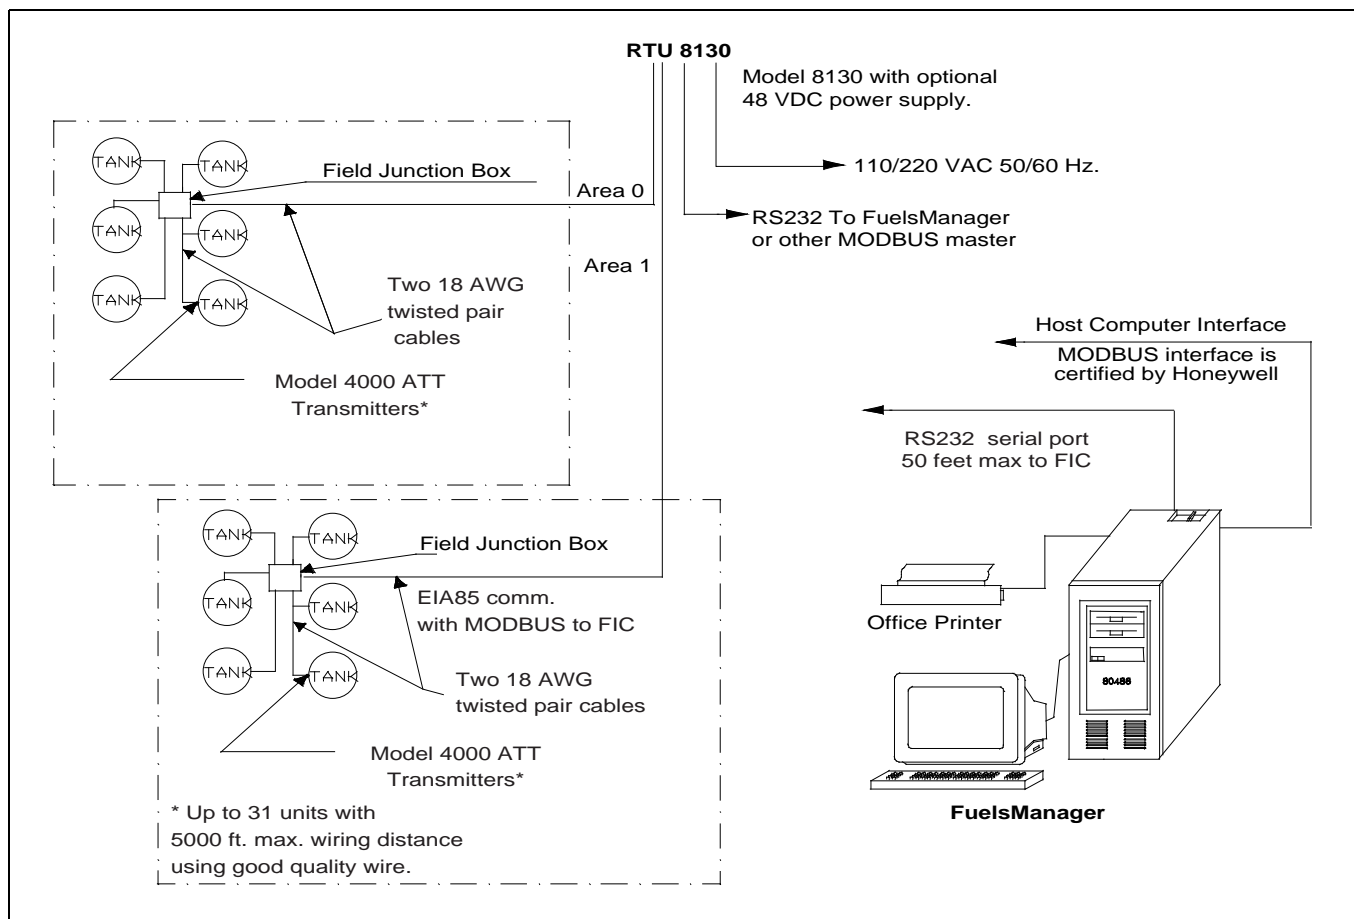 RTU 8130
Model 8130 with optional
48 VDC power supply.
110/220 VAC 50/60 Hz.
RS232 To FuelsManager
or other MODBUS master
TANK
TANK
Field Junction Box
Area 0
TANK
TANK
Area 1
TANK
TANK
Two 18 AWG
twisted pair
cables
Model 4000 ATT
Transmitters*
Host Computer Interface
MODBUS interface is
certified by Honeywell
RS232 serial port
50 feet max to FIC
TANK
TANK
Field Junction Box
TANK
TANK
EIA85 comm.
with MODBUS to FIC
TANK
TANK
Two 18 AWG
twisted pair cables
Model 4000 ATT
Transmitters*
* Up to 31 units with
5000 ft. max. wiring distance
using good quality wire.
Office Printer
80486
FuelsManager